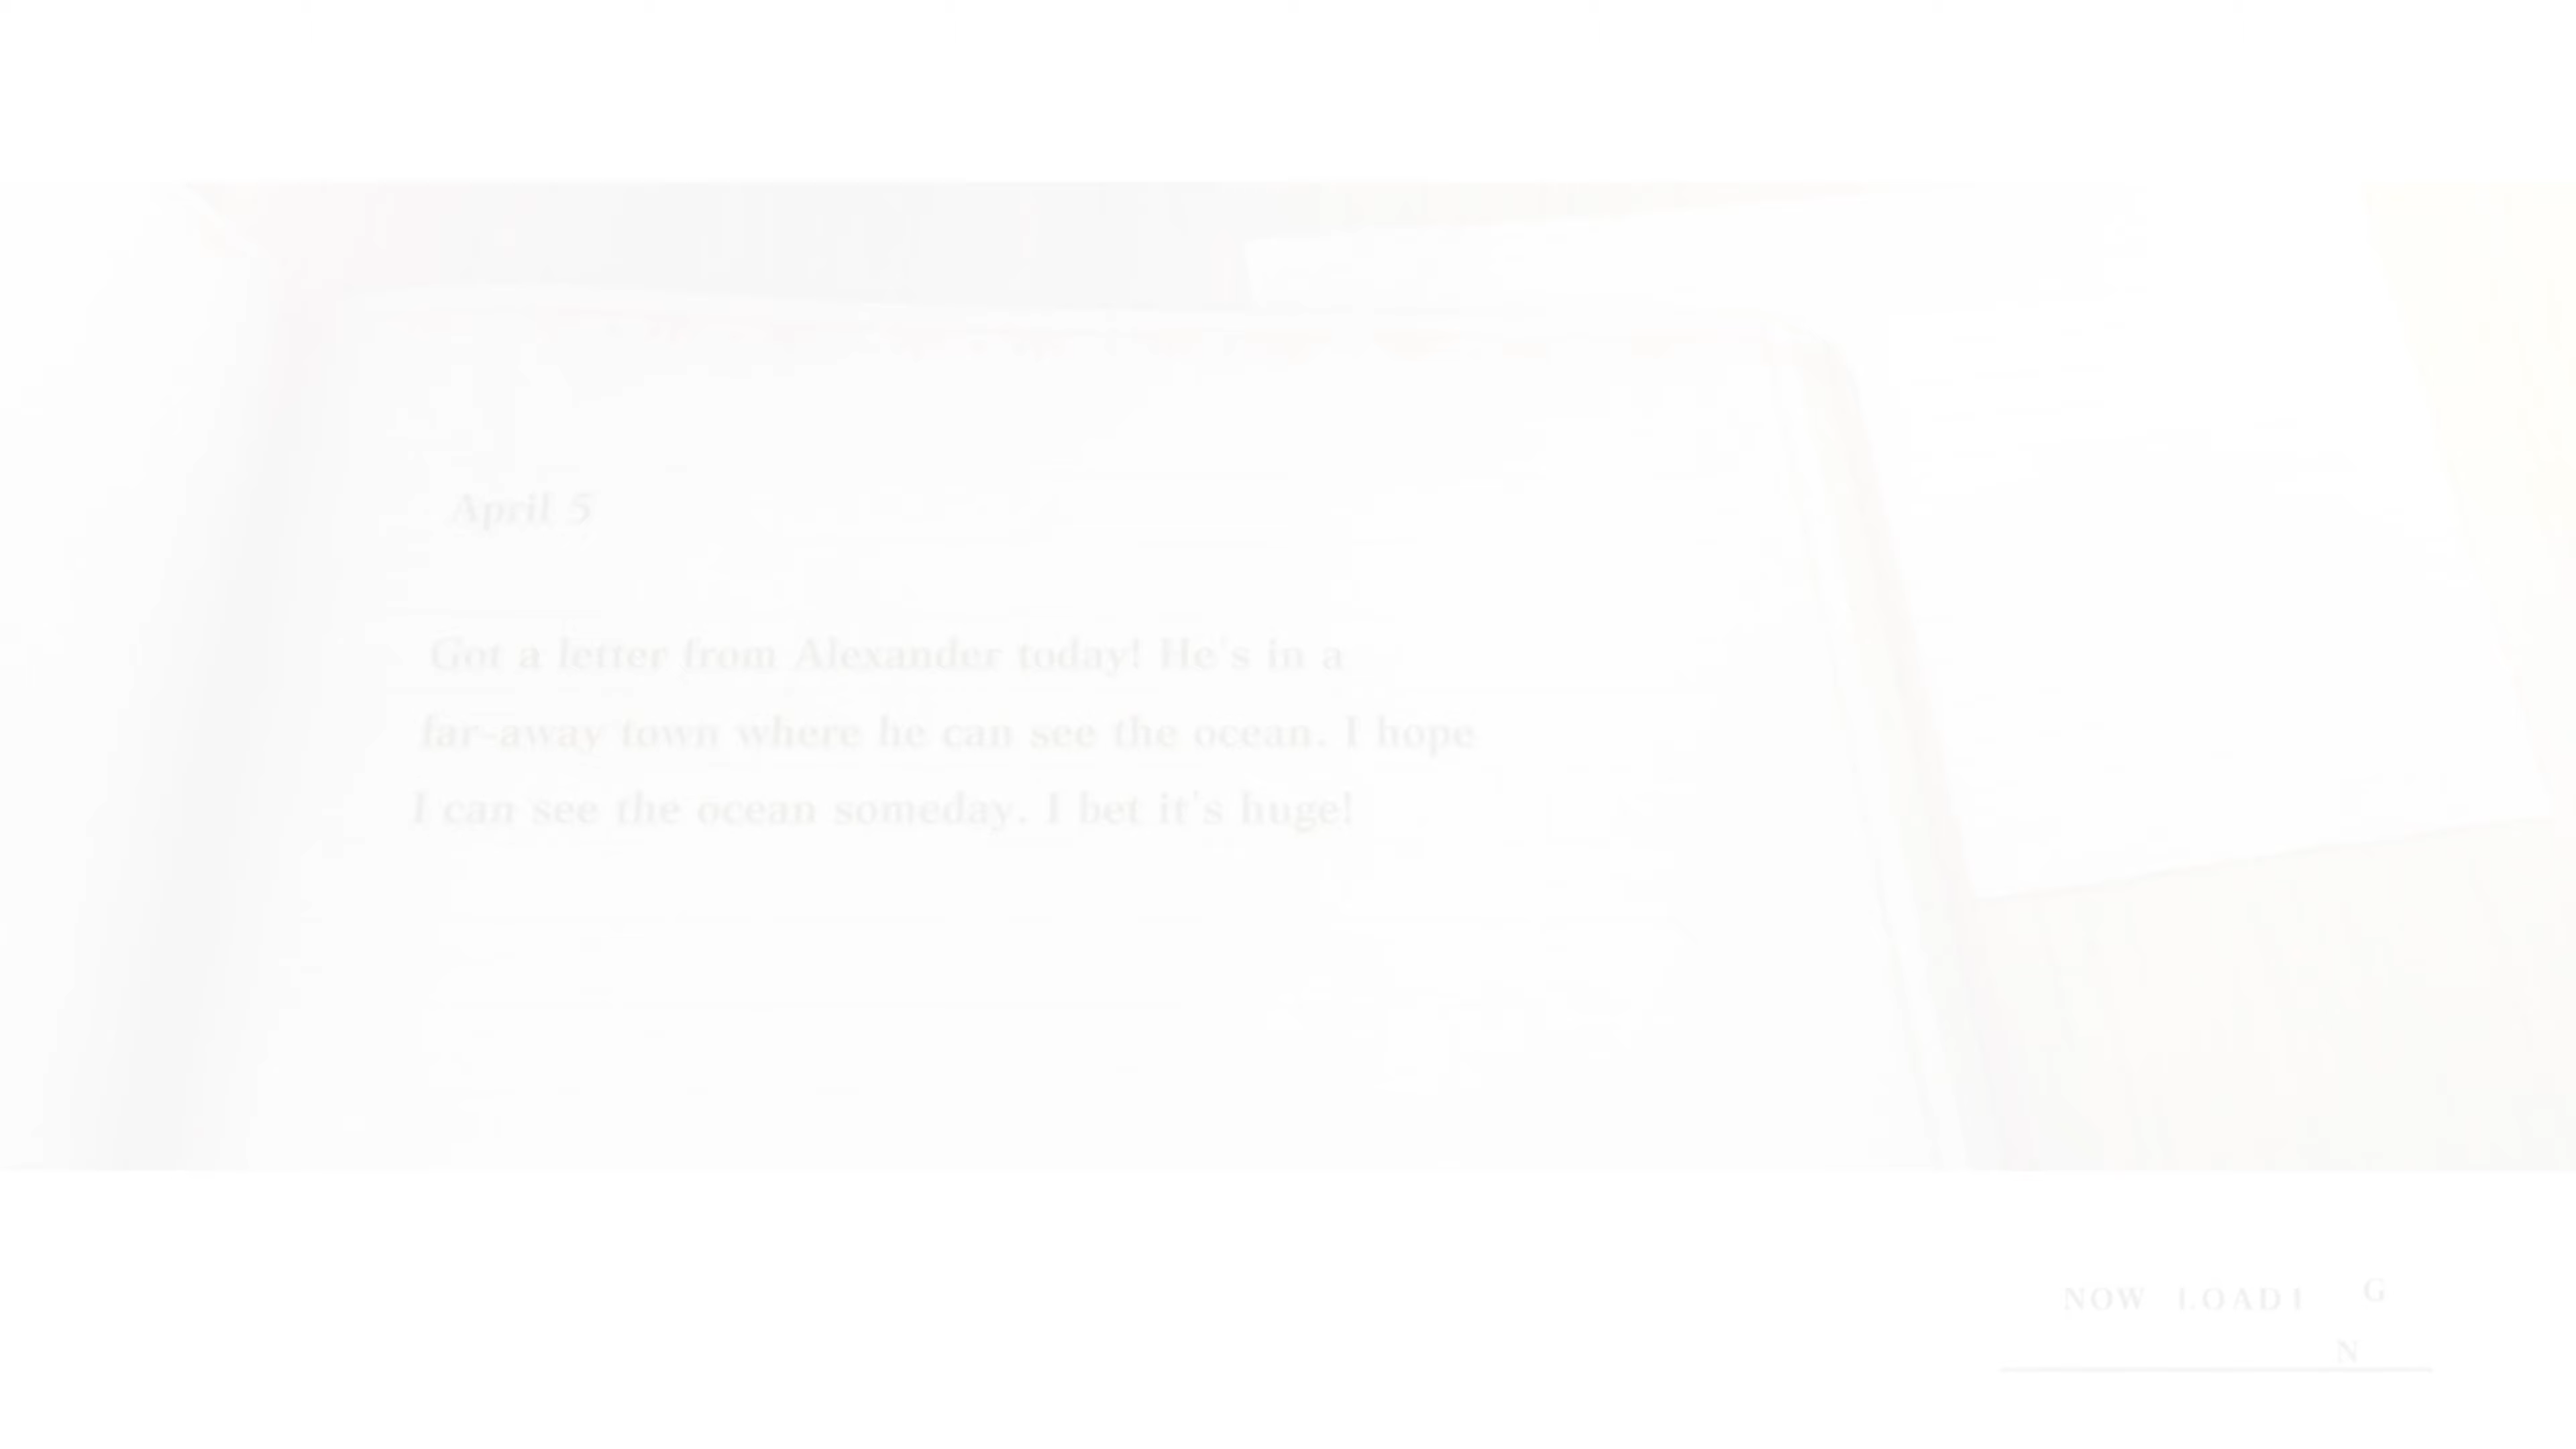 April 5
Got a letter from Alexander today! He's in a
far-away town where he can see the ocean. I hope
I can see the ocean someday. I bet it's huge!
NOW LOADI G
N